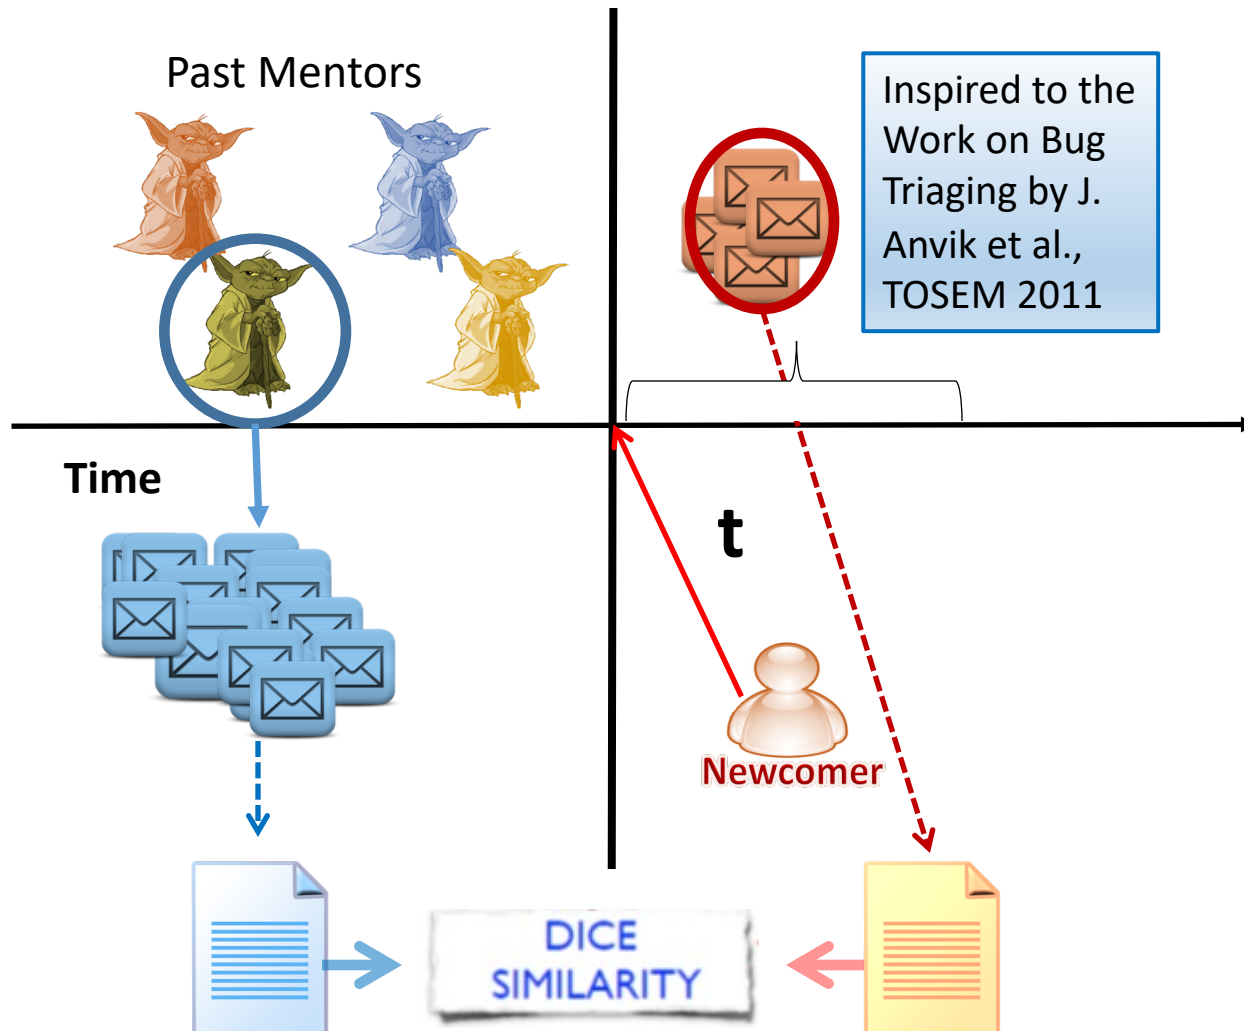 Past Mentors
Inspired to the
Work on Bug
Triaging by J.
Anvik et al.,
TOSEM 2011
Time
t
Newcomer
DICE
SIMILARITY